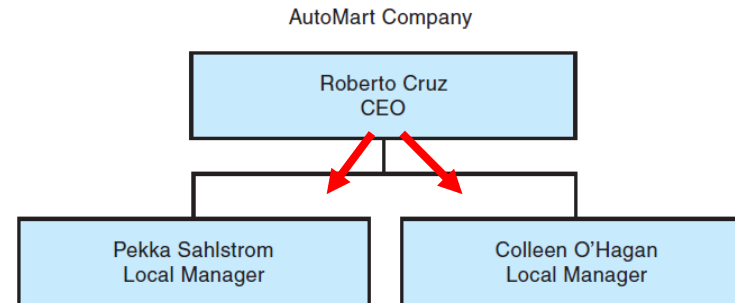 AutoMart Company
Roberto Cruz
CEO
Pekka Sahlstrom
Local Manager
Colleen O’Hagan
Local Manager